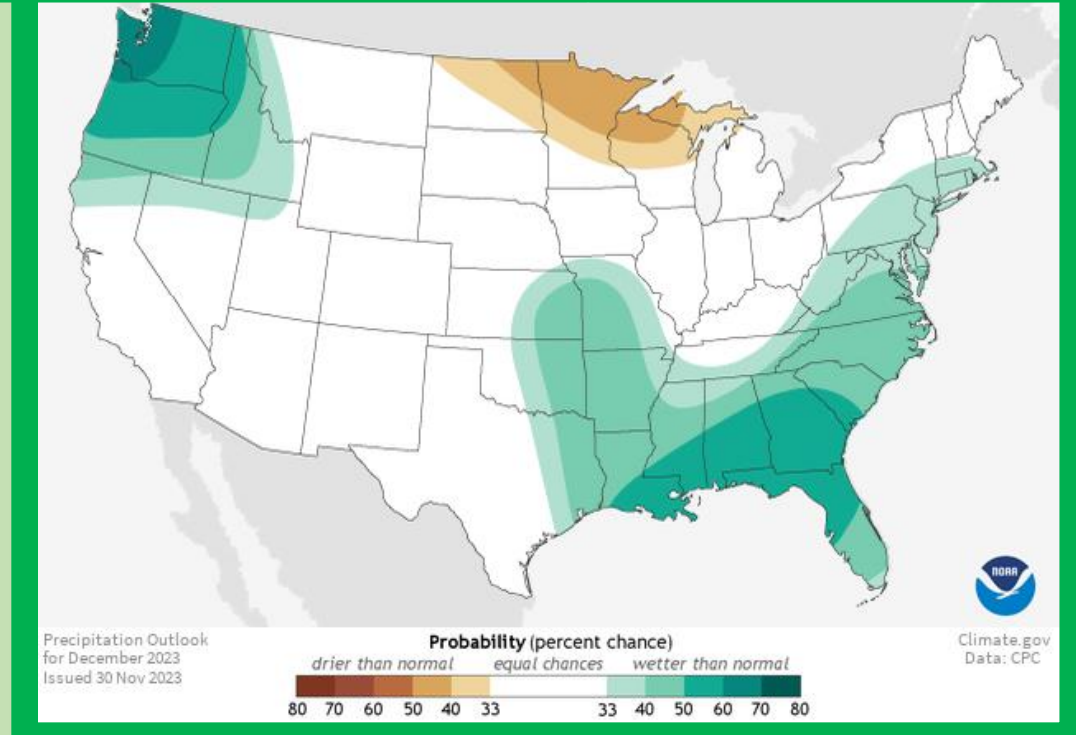 NOAA
Precipitation Outlook
for December 2023
Issued 30 Nov 2023
Probability (percent chance)
drier than normal equal chances wetter than normal
80 70 60 50 40 33 33 40 50 60 70 80
Climate.gov
Data: CPC